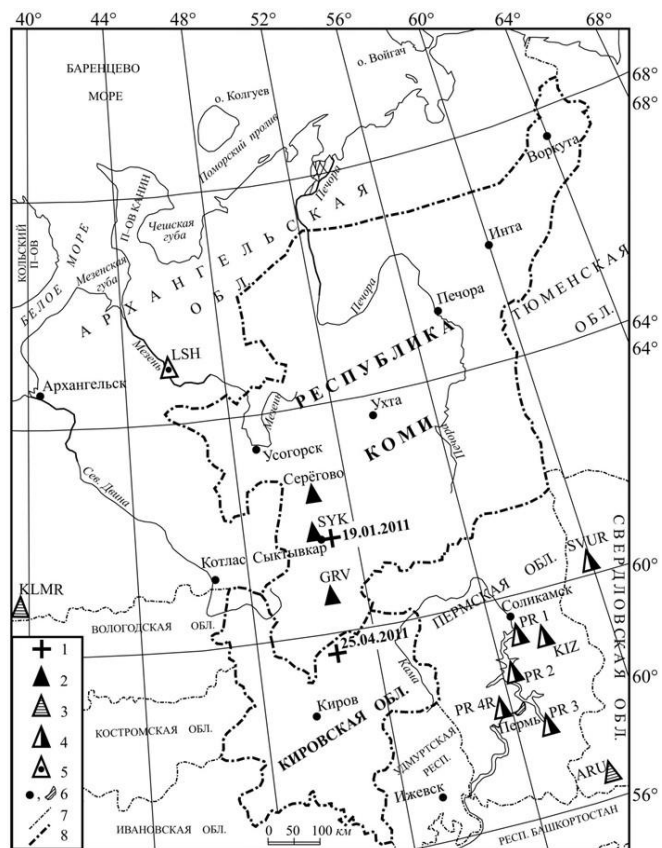 40° 44° 48° 52° 56° 60° 64° 68°
БАРЕНЦЕВО
МОРЕ
о. Колгуев
о. Войгач
68°
68°
Поморский пролив
Воркута
Печора
П-ОВ КАНИН
Чешская
губа
КОЛЬСКИЙ
П-ОВ
БЕЛОЕ МОРЕ
Мезенская
губа
АРХАНГЕЛЬСКАЯ
ОБЛ.
Инта
Печора
Печора
ТЮМЕНСКАЯ
ОБЛ.
64°
64°
Мезень
LSH
РЕСПУБЛИКА
КОМИ
Архангельск
Мезень
Ухта
Печора
Усогорск
Серёгово
Сев. Двина
SYK
19.01.2011
Котлас
Сыктывкар
GRV
SVUR
60°
KLMR
ПЕРМСКАЯ ОБЛ.
Соликамск
СВЕРДЛОВСКАЯ ОБЛ.
ВОЛОГОДСКАЯ ОБЛ.
25.04.2011
PR 1
KIZ
Кама
60°
PR 2
Киров
КИРОВСКАЯ ОБЛ.
PR 4R
Пермь
PR 3
КОСТРОМСКАЯ ОБЛ.
УДМУРТСКАЯ
РЕСП.
ARU
Ижевск
56°
ИВАНОВСКАЯ ОБЛ.
РЕСП. БАШКОРТОСТАН
0 50 100 км
1
2
3
4
5
, 6
7
8